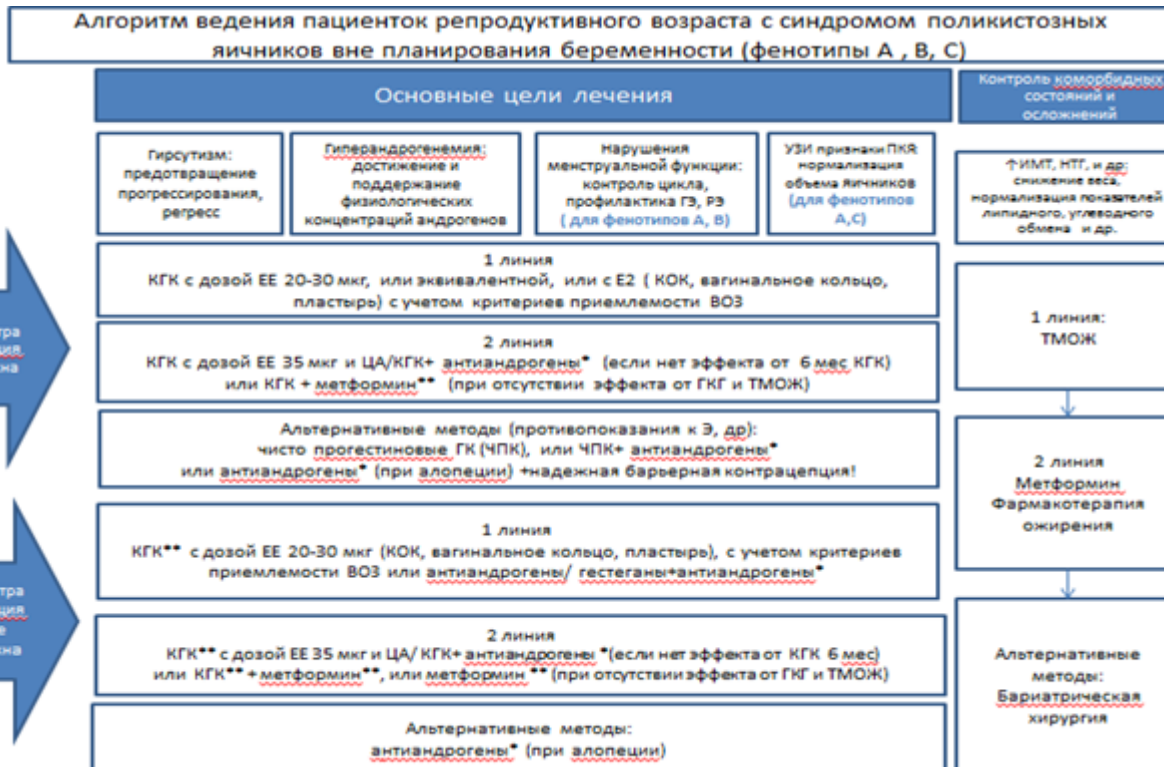 Алгоритм ведения пациенток репродуктивного возраста с синдромом поликистозных
яичников вне планирования беременности (фенотипы А , В, С)
Основные цели лечения
Контроль коморбидных
состояний и
осложнений
Гирсутизм:
предотвращение
прогрессирования,
регресс
Гиперандрогенемия:
достижение и
поддержание
физиологических
концентраций андрогенов
Нарушения
менструальной функции:
контроль цикла,
профилактика ГЭ, РЭ
( для фенотипов А, В)
УЗИ признаки ПКЯ
нормализация
объема яичников
(для фенотипов
А,С)
↑ИМТ, НТГ, и др:
снижение веса,
нормализация показателей
липидного, углеводного
обмена и др.
1 линия
КГК с дозой ЕЕ 20-30 мкг, или эквивалентной, или с Е2 ( КОК, вагинальное кольцо,
пластырь) с учетом критериев приемлемости ВОЗ
2 линия
КГК с дозой ЕЕ 35 мкг и ЦА/КГК+ антиандрогены* (если нет эффекта от 6 мес КГК)
или КГК + метформин** (при отсутствии эффекта от ГКГ и ТМОЖ)
Альтернативные методы (противопоказания к Э, др):
чисто прогестиновые ГК (ЧПК), или ЧПК+ антиандрогены*
или антиандрогены* (при алопеции) +надежная барьерная контрацепция!
1 линия
КГК** с дозой ЕЕ 20-30 мкг (КОК, вагинальное кольцо, пластырь), с учетом критериев
приемлемости ВОЗ или антиандрогены/ гестегены+антиандрогены*
2 линия
КГК** с дозой ЕЕ 35 мкг и ЦА/ КГК+ антиандрогены *(если нет эффекта от КГК 6 мес)
или КГК** +метформин**, или метформин ** (при отсутствии эффекта от ГКГ и ТМОЖ)
Альтернативные методы:
антиандрогены* (при алопеции)
1 линия:
ТМОЖ
2 линия
Метформин
Фармакотерапия
ожирения
Альтернативные
методы:
Бариатрическая
хирургия